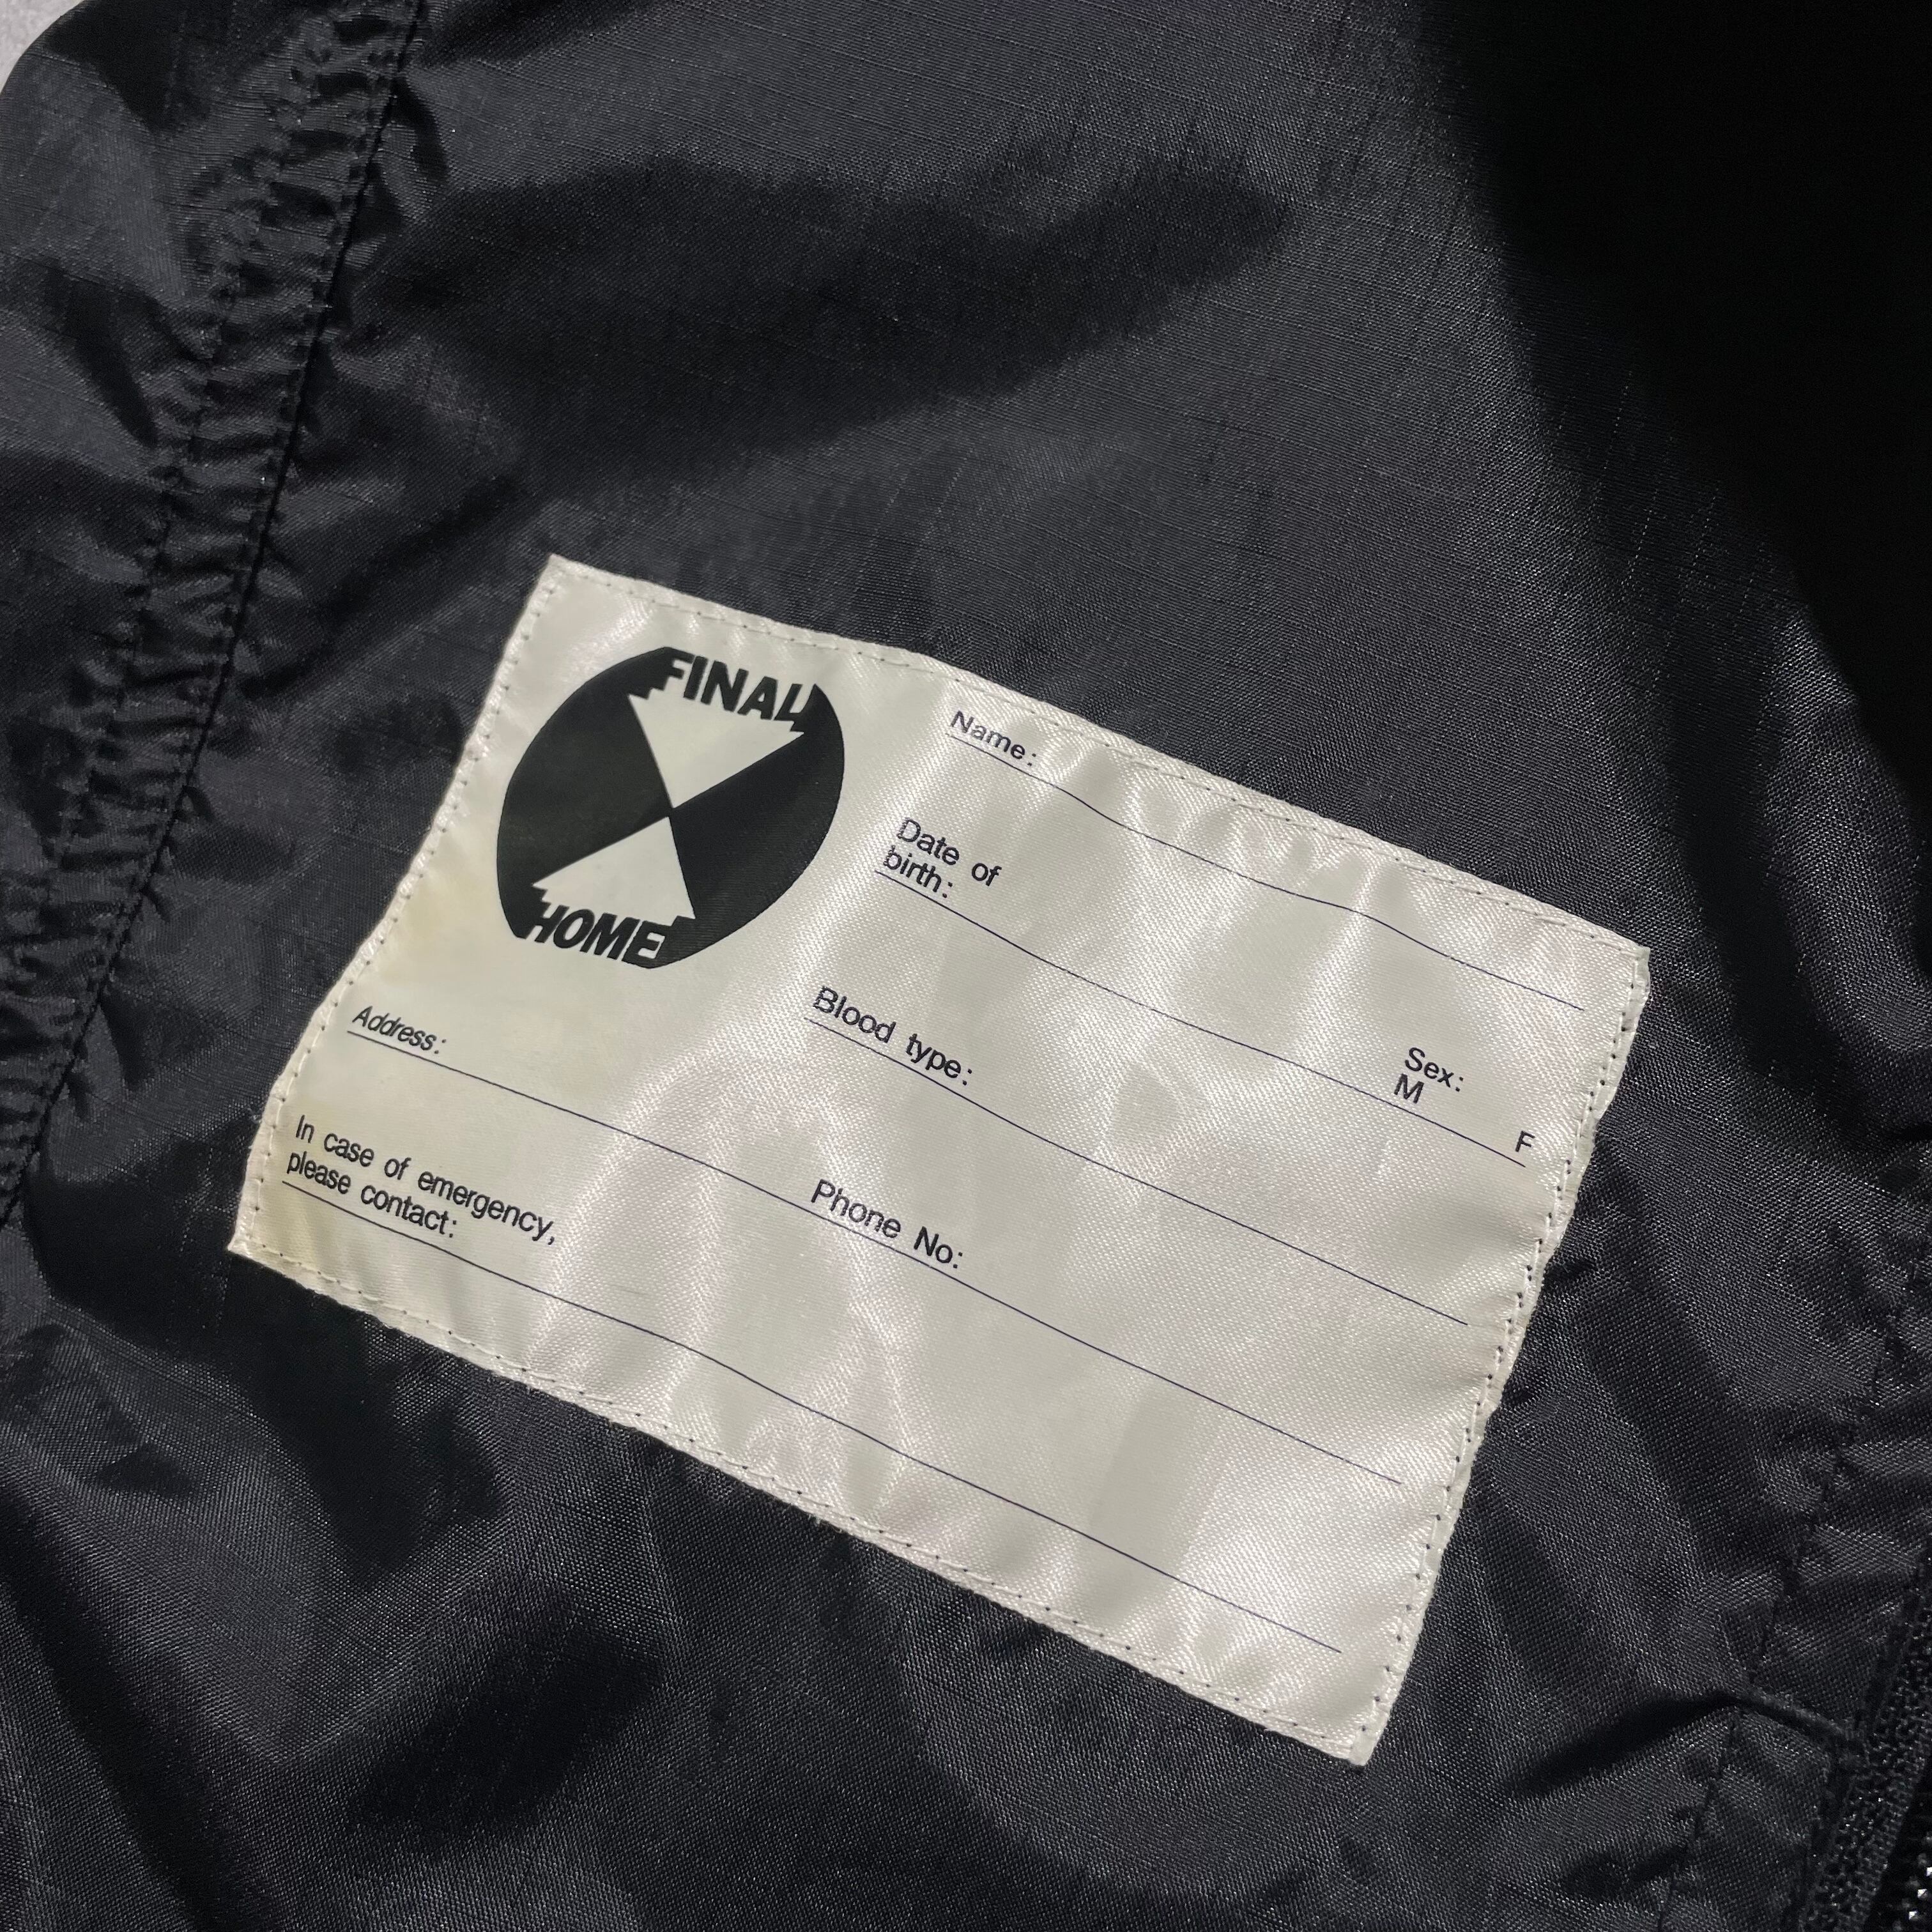 FINAL
HOME
Name:
Date of
birth:
Sex:
M F
Blood type:
Address:
Phone No:
In case of emergency,
please contact: